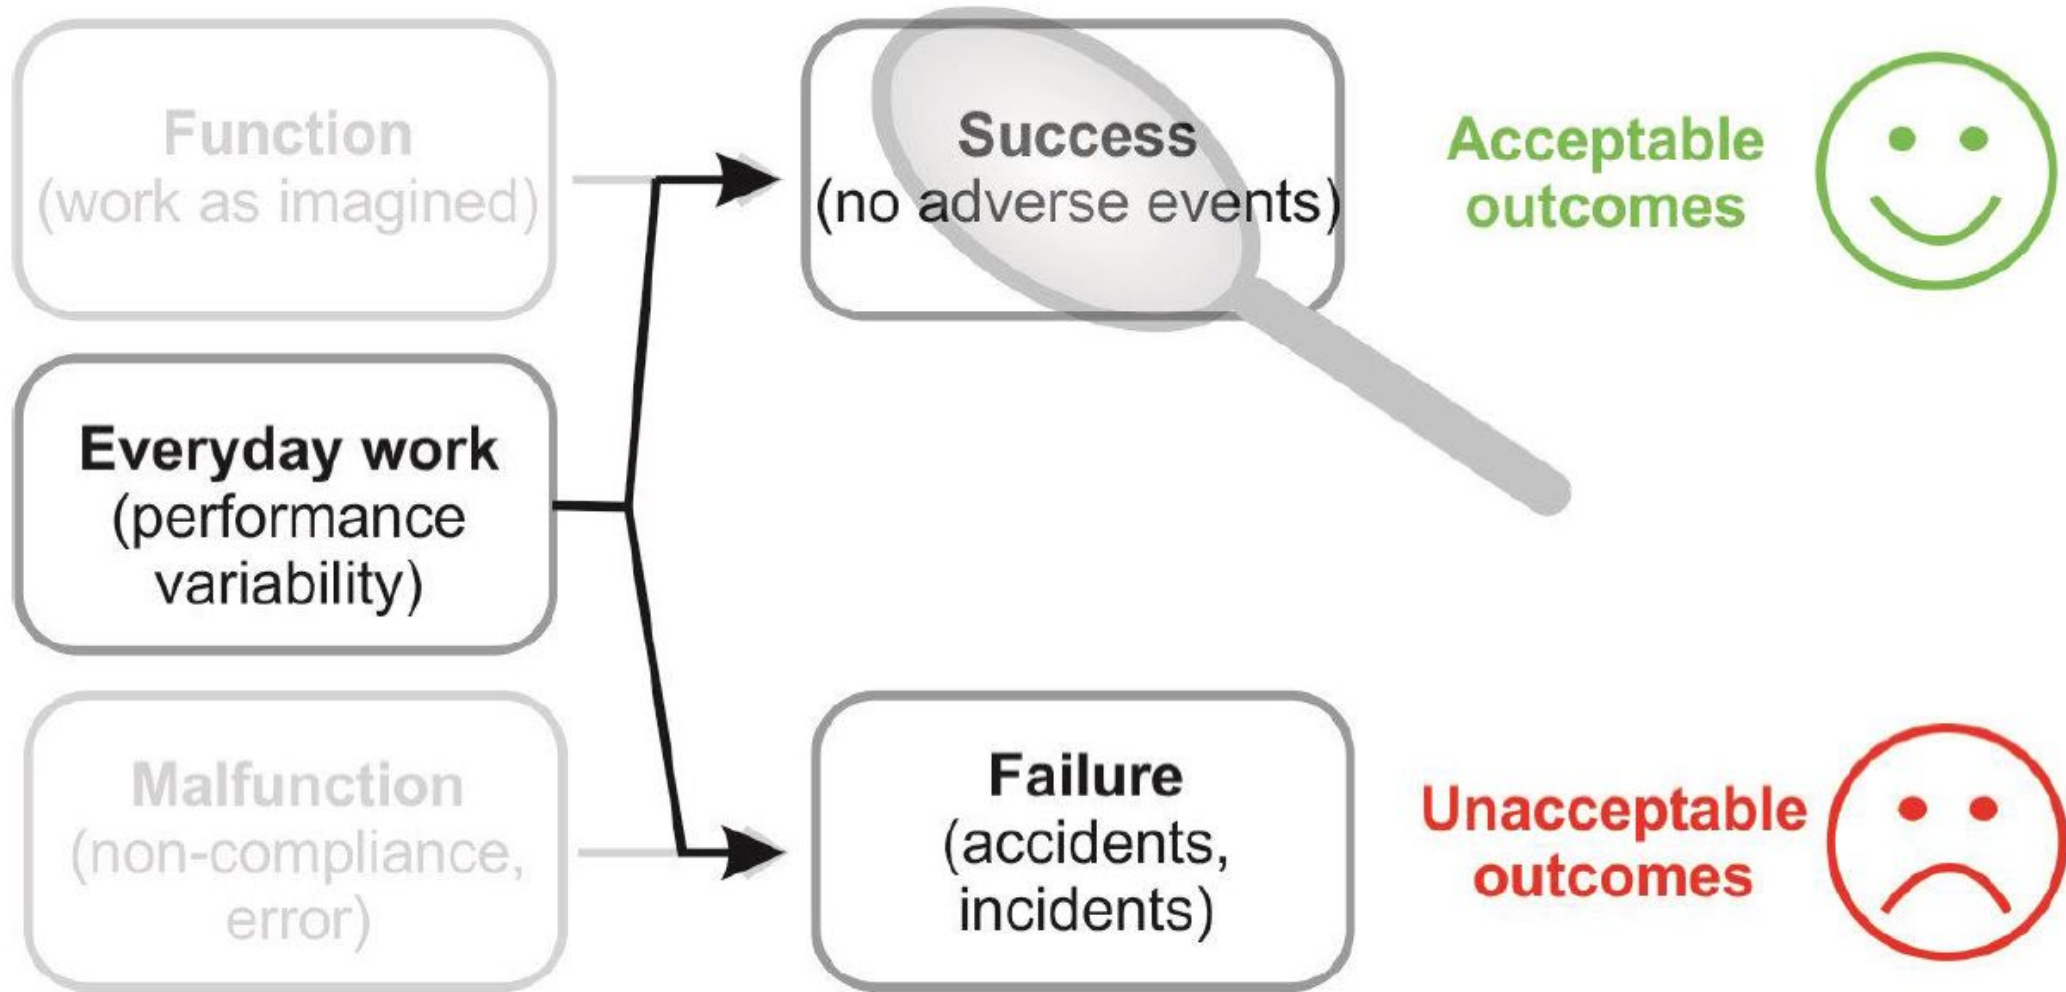 Function
(work as imagined)
Success
(no adverse events)
Acceptable
outcomes
Everyday work
(performance
variability)
Malfunction
(non-compliance,
error)
Failure
(accidents,
incidents)
Unacceptable
outcomes